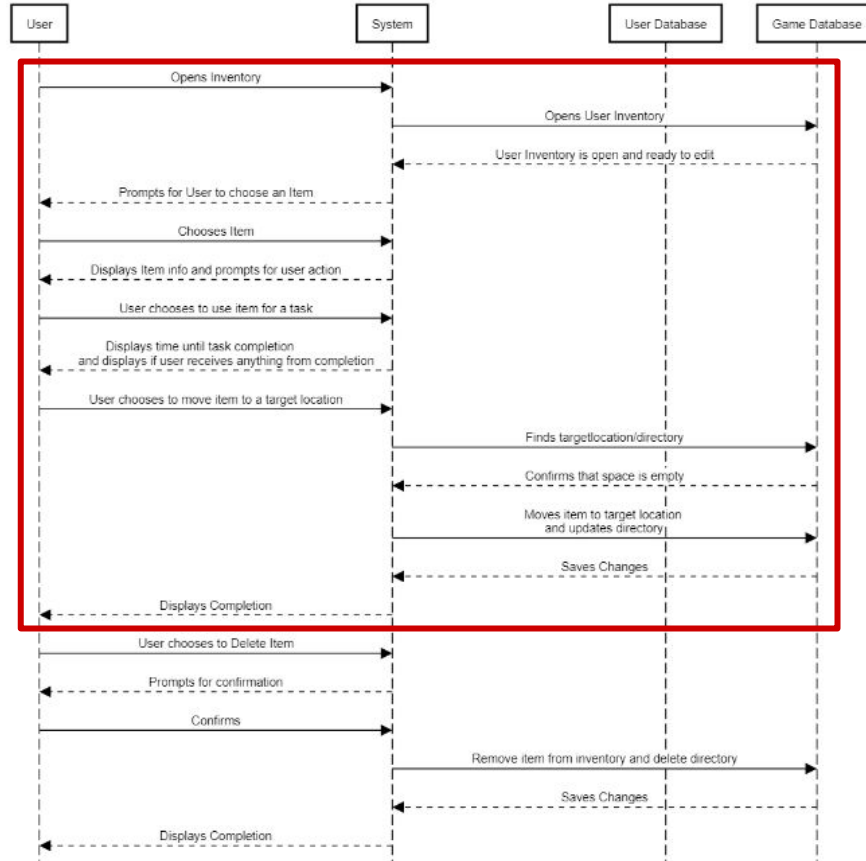 User
System
User Database
Game Database
Opens Inventory
Opens User Inventory
User Inventory is open and ready to edit
Prompts for User to choose an Item
Chooses Item
Displays Item info and prompts for user action
User chooses to use item for a task
Displays time until task completion
and displays if user receives anything from completion
User chooses to move item to a target location
Finds targetlocation/directory
Confirms that space is empty
Moves item to target location
and updates directory
Saves Changes
Displays Completion
User chooses to Delete Item
Prompts for confirmation
Confirms
Remove item from inventory and delete directory
Saves Changes
Displays Completion